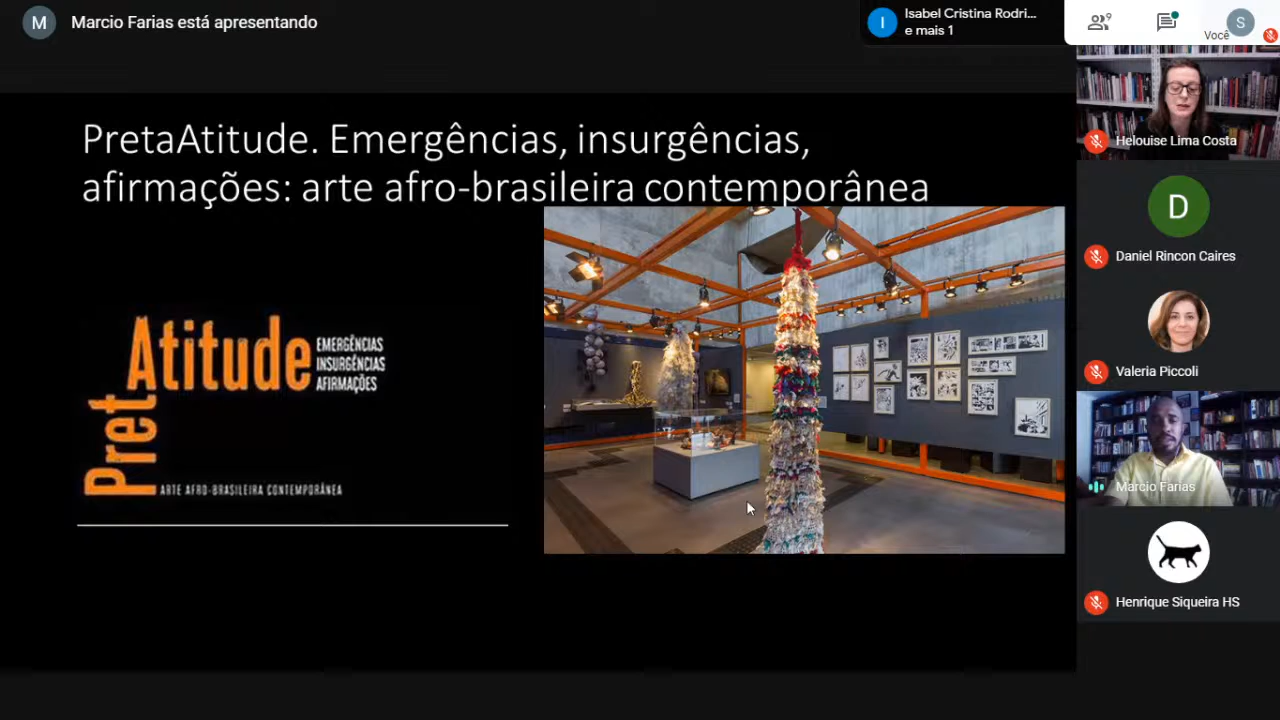 M
Marcio Farias está apresentando
I
Isabel Cristina Rodri...
e mais 1
9
S
Você
PretaAtitude. Emergências, insurgências,
afirmações: arte afro-brasileira contemporânea
PretAtitude
EMERGÊNCIAS
INSURGÊNCIAS
AFIRMAÇÕES
ARTE AFRO-BRASILEIRA CONTEMPORÂNEA
Helouise Lima Costa
D
Daniel Rincon Caires
Valeria Piccoli
Marcio Farias
Henrique Siqueira HS